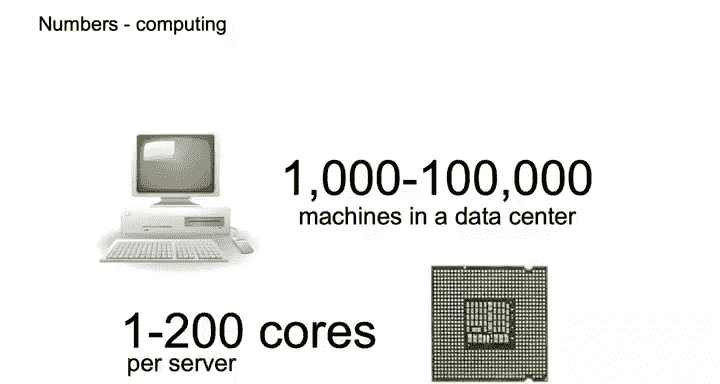 Numbers - computing
1,000-100,000
machines in a data center
1-200 cores
per server